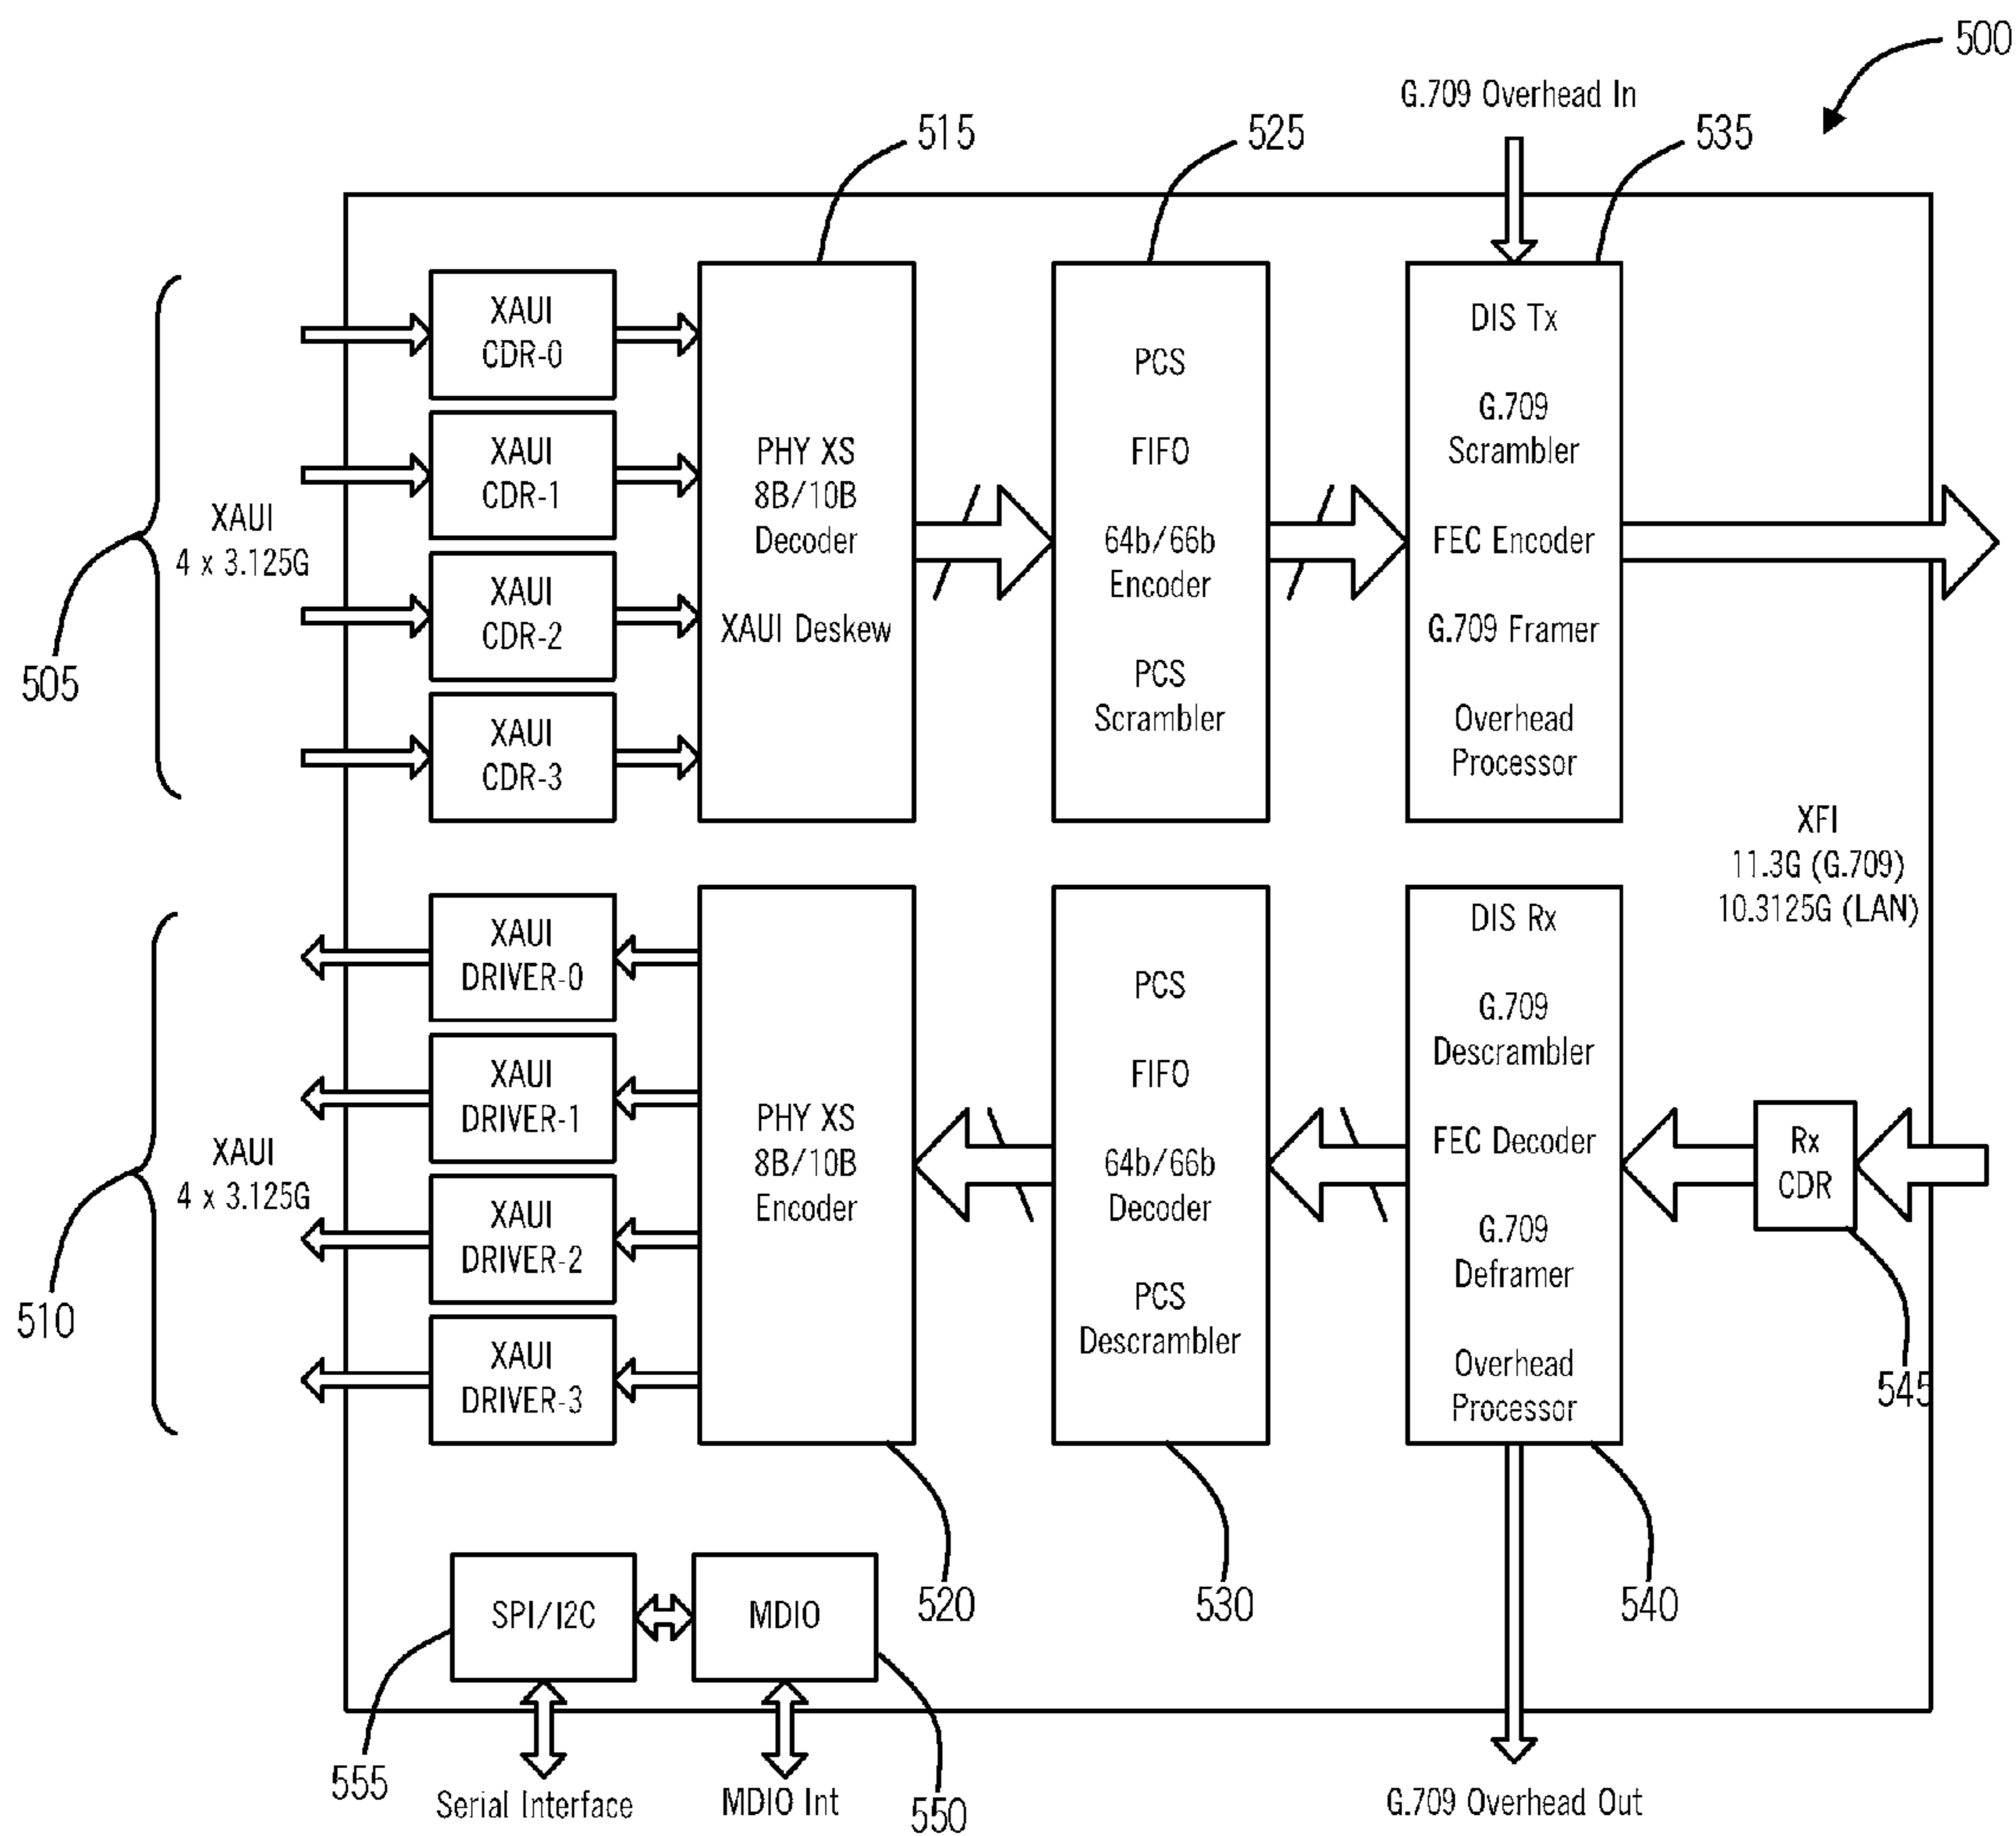 500
G.709 Overhead In
515
525
535
XAUI
4 x 3.125G
505
XAUI
CDR-0
XAUI
CDR-1
XAUI
CDR-2
XAUI
CDR-3
PHY XS
8B/10B
Decoder
XAUI Deskew
PCS
FIFO
64b/66b
Encoder
PCS
Scrambler
DIS Tx
G.709
Scrambler
FEC Encoder
G.709 Framer
Overhead
Processor
XFI
11.3G (G.709)
10.3125G (LAN)
XAUI
4 x 3.125G
510
XAUI
DRIVER-0
XAUI
DRIVER-1
XAUI
DRIVER-2
XAUI
DRIVER-3
PHY XS
8B/10B
Encoder
PCS
FIFO
64b/66b
Decoder
PCS
Descrambler
DIS Rx
G.709
Descrambler
FEC Decoder
G.709
Deframer
Overhead
Processor
Rx
CDR
545
520
530
540
SPI/I2C
MDIO
555
Serial Interface
MDIO Int
550
G.709 Overhead Out